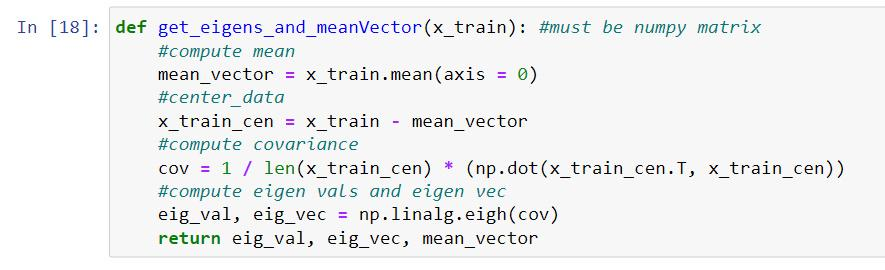 In [18]: def get_eigens_and_meanVector(x_train): #must be numpy matrix
#compute mean
mean_vector = x_train.mean(axis = 0)
#center_data
x_train_cen = x_train - mean_vector
#compute covariance
cov = 1 / len(x_train_cen) * (np.dot(x_train_cen.T, x_train_cen))
#compute eigen vals and eigen vec
eig_val, eig_vec = np.linalg.eigh(cov)
return eig_val, eig_vec, mean_vector